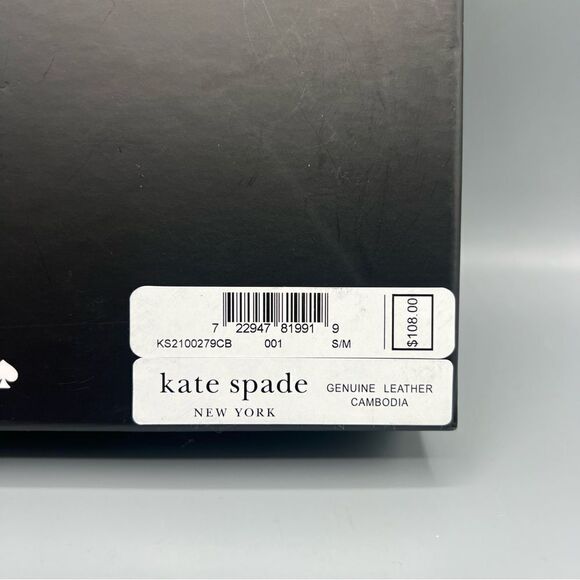 7 22947 81991 9
KS2100279CB 001 S/M
$108.00
kate spade
NEW YORK
GENUINE LEATHER
CAMBODIA